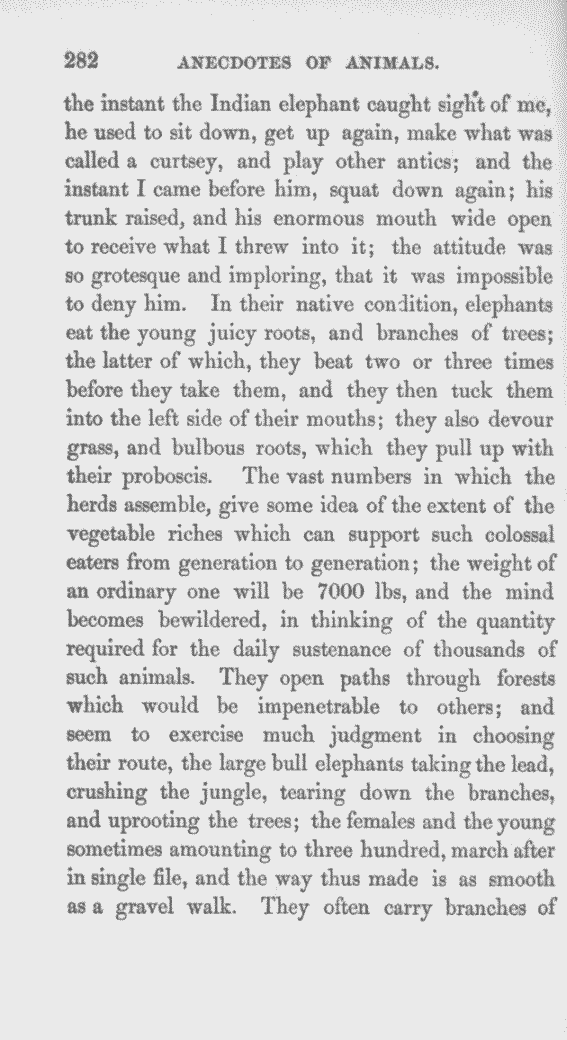 282 ANECDOTES OF ANIMALS.
the instant the Indian elephant caught sight of me,
he used to sit down, get up again, make what was
called a curtsey, and play other antics; and the
instant I came before him, squat down again; his
trunk raised, and his enormous mouth wide open
to receive what I threw into it; the attitude was
so grotesque and imploring, that it was impossible
to deny him. In their native condition, elephants
eat the young juicy roots, and branches of trees;
the latter of which, they beat two or three times
before they take them, and they then tuck them
into the left side of their mouths; they also devour
grass, and bulbous roots, which they pull up with
their proboscis. The vast numbers in which the
herds assemble, give some idea of the extent of the
vegetable riches which can support such colossal
eaters from generation to generation; the weight of
an ordinary one will be 7000 lbs, and the mind
becomes bewildered, in thinking of the quantity
required for the daily sustenance of thousands of
such animals. They open paths through forests
which would be impenetrable to others; and
seem to exercise much judgment in choosing
their route, the large bull elephants taking the lead,
crushing the jungle, tearing down the branches,
and uprooting the trees; the females and the young
sometimes amounting to three hundred, march after
in single file, and the way thus made is as smooth
as a gravel walk. They often carry branches of